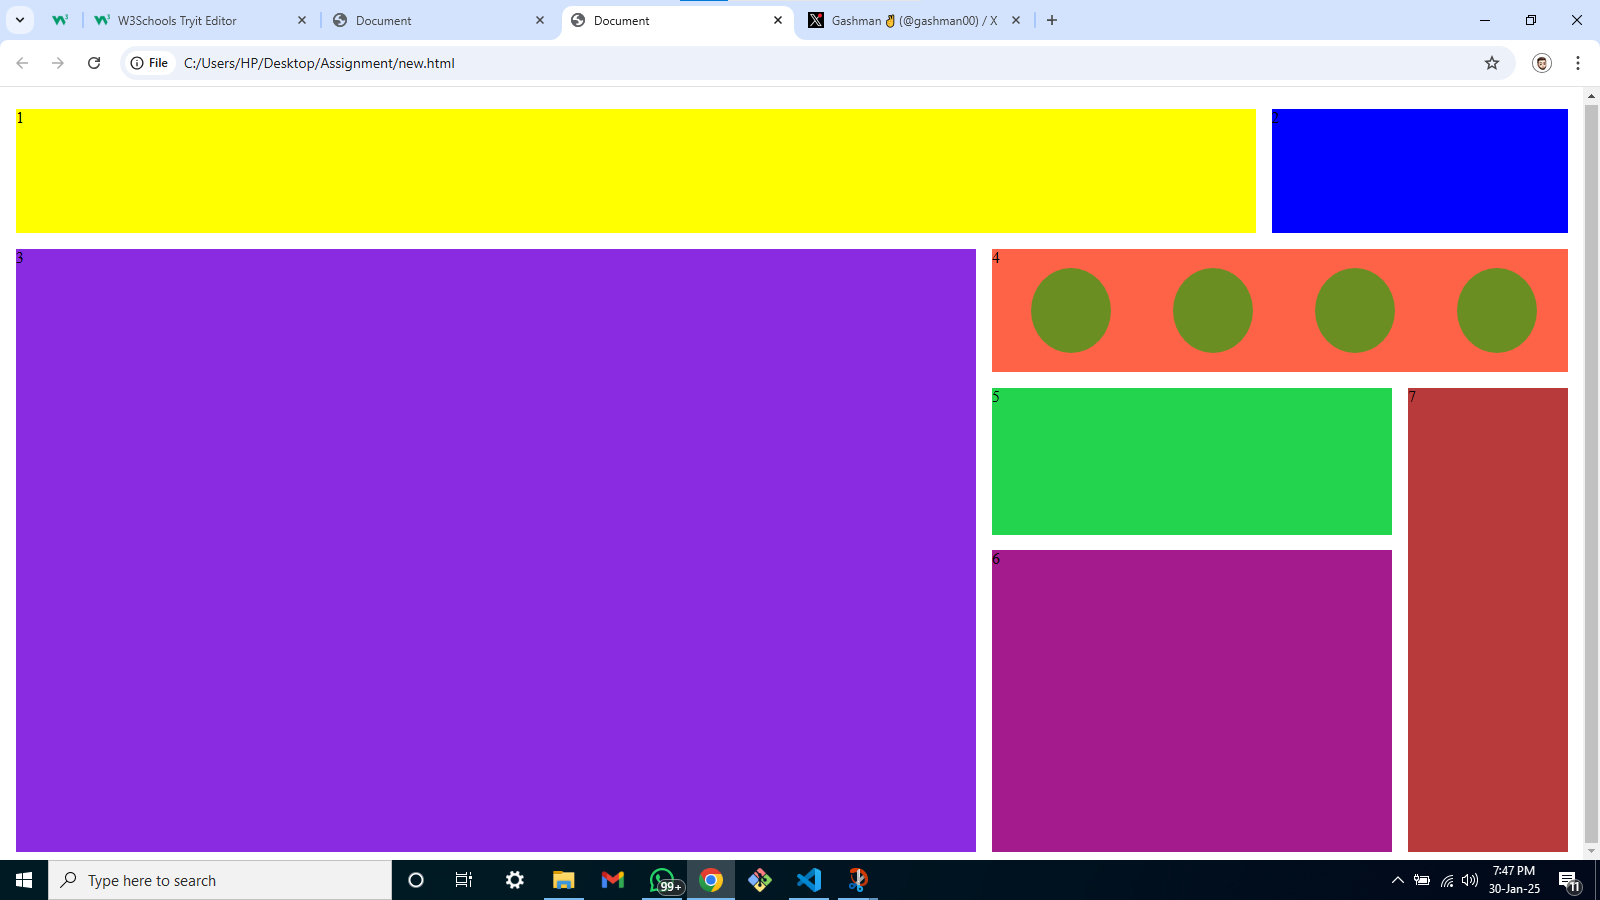 W3Schools Tryit Editor
Document
Document
Gashman ✌ (@gashman00) / X
File
C:/Users/HP/Desktop/Assignment/new.html
1
2
3
4
5
7
6
Type here to search
99+
7:47 PM
30-Jan-25
11